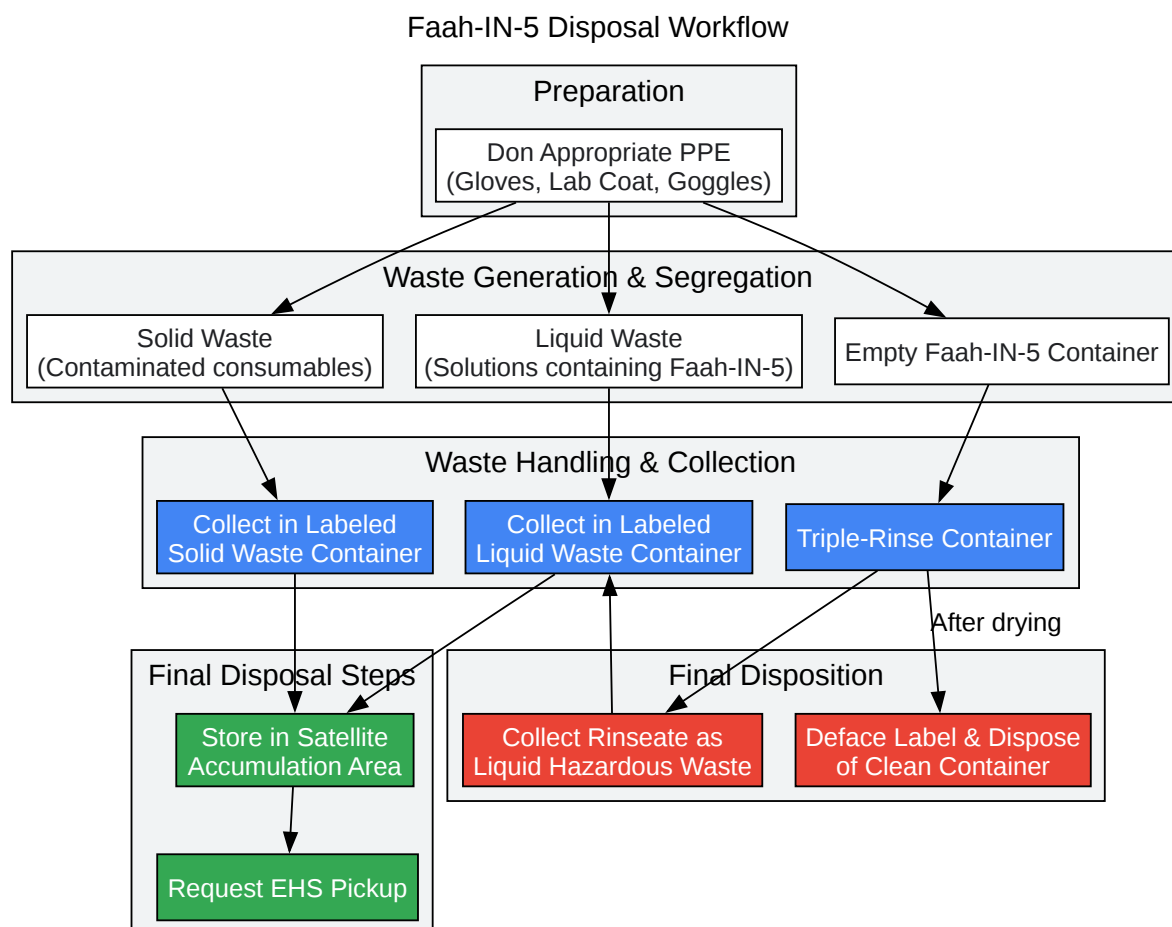 Faah-IN-5 Disposal Workflow
Preparation
Don Appropriate PPE
(Gloves, Lab Coat, Goggles)
Waste Generation & Segregation
Solid Waste
(Contaminated consumables)
Liquid Waste
(Solutions containing Faah-IN-5)
Empty Faah-IN-5 Container
Waste Handling & Collection
Collect in Labeled
Solid Waste Container
Collect in Labeled
Liquid Waste Container
Triple-Rinse Container
After drying
Final Disposal Steps
Final Disposition
Store in Satellite
Accumulation Area
Collect Rinseate as
Liquid Hazardous Waste
Deface Label & Dispose
of Clean Container
Request EHS Pickup